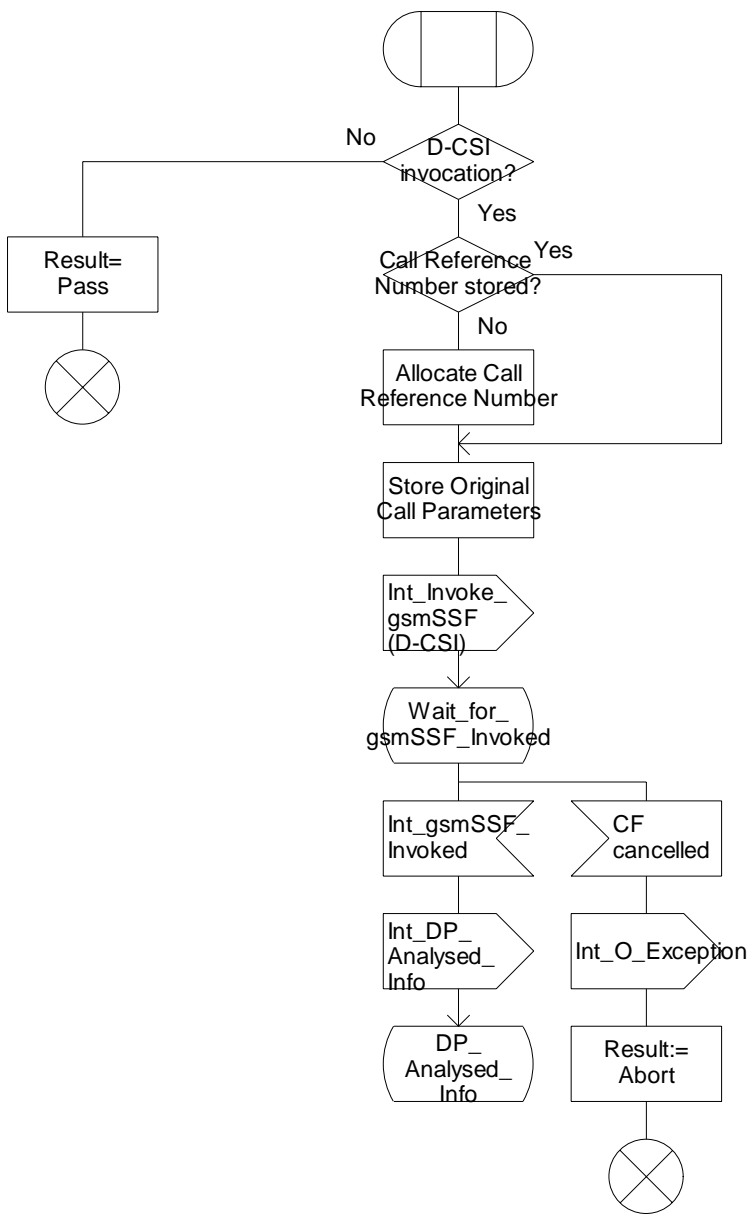 No
D-CSI
invocation?
Yes
Result=
Pass
Call Reference
Number stored?
Yes
No
Allocate Call
Reference Number
Store Original
Call Parameters
Int_Invoke_
gsmSSF
(D-CSI)
Wait_for_
gsmSSF_Invoked
Int_gsmSSF_
Invoked
CF
cancelled
Int_DP_
Analysed_
Info
Int_O_Exception
DP_
Analysed_
Info
Result:=
Abort